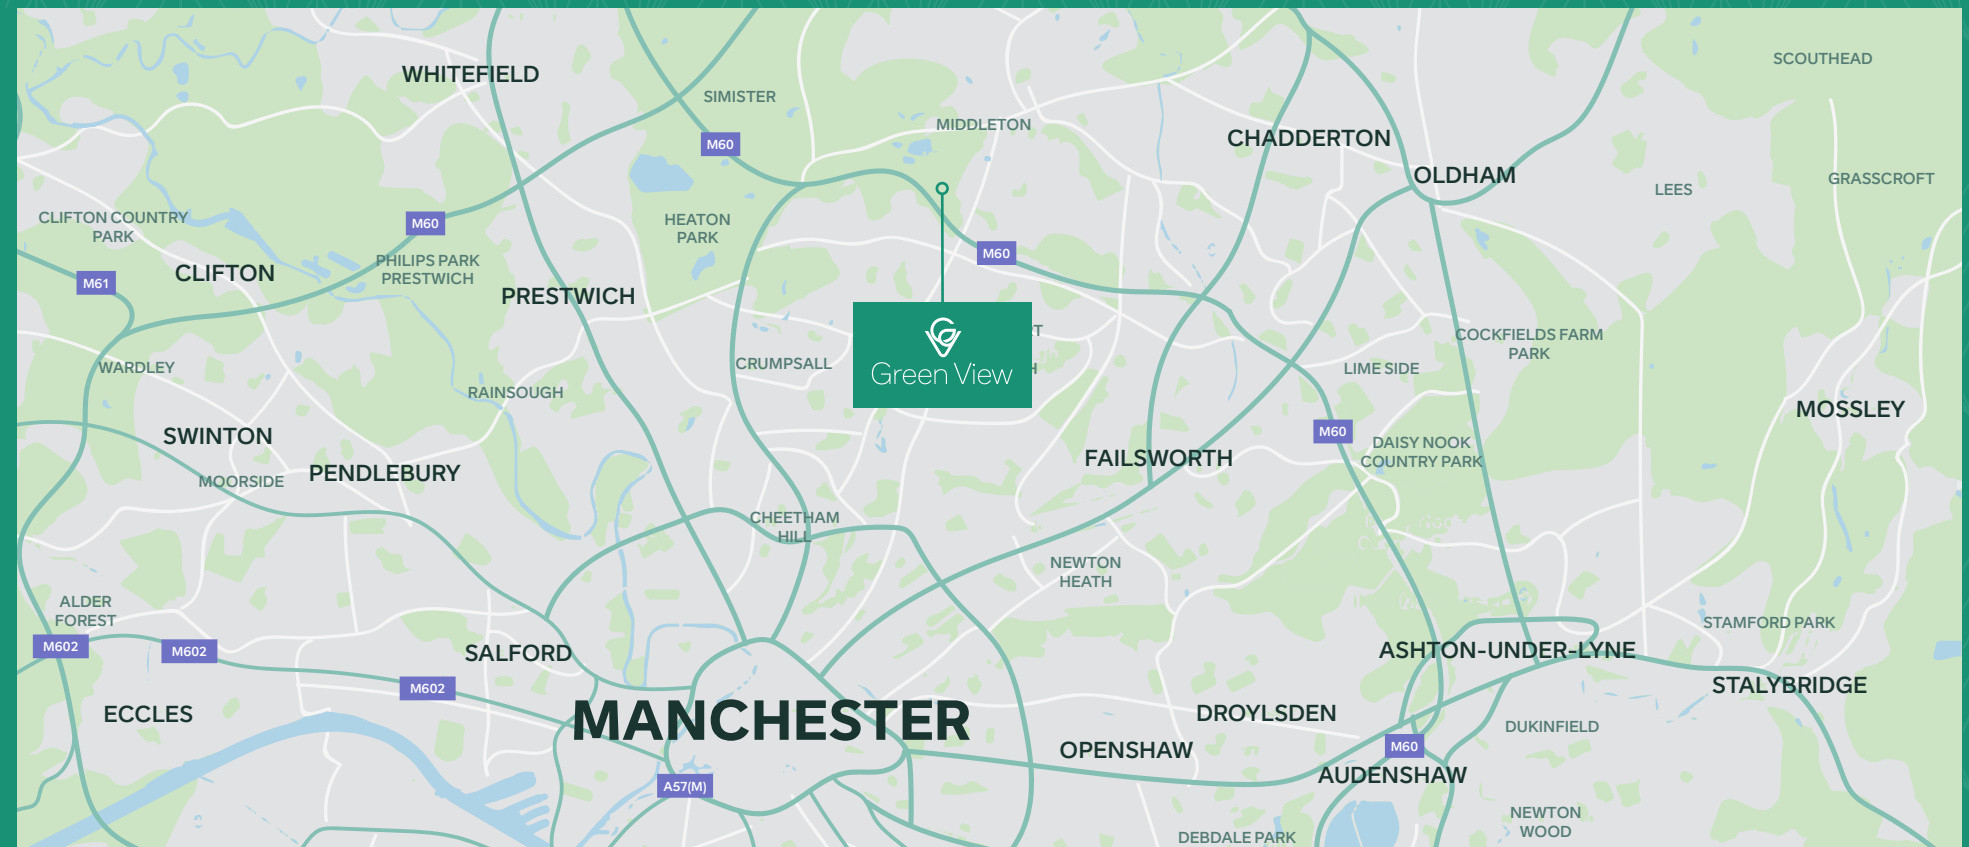 SCOUTHEAD
WHITEFIELD
SIMISTER
MIDDLETON
CHADDERTON
M60
OLDHAM
LEES
GRASSCROFT
CLIFTON COUNTRY
PARK
M60
HEATON
PARK
M60
PHILIPS PARK
PRESTWICH
CLIFTON
M61
PRESTWICH
COCKFIELDS FARM
PARK
CRUMPSALL
Green View
WARDLEY
LIME SIDE
RAINSOUGH
MOSSLEY
SWINTON
M60
DAISY NOOK
COUNTRY PARK
FAILSWORTH
PENDLEBURY
MOORSIDE
CHEETHAM
HILL
NEWTON
HEATH
ALDER
FOREST
STAMFORD PARK
M602
M602
SALFORD
ASHTON-UNDER-LYNE
M602
STALYBRIDGE
ECCLES
MANCHESTER
DROYLSDEN
DUKINFIELD
OPENSHAW
M60
AUDENSHAW
A57(M)
NEWTON
WOOD
DEBDALE PARK